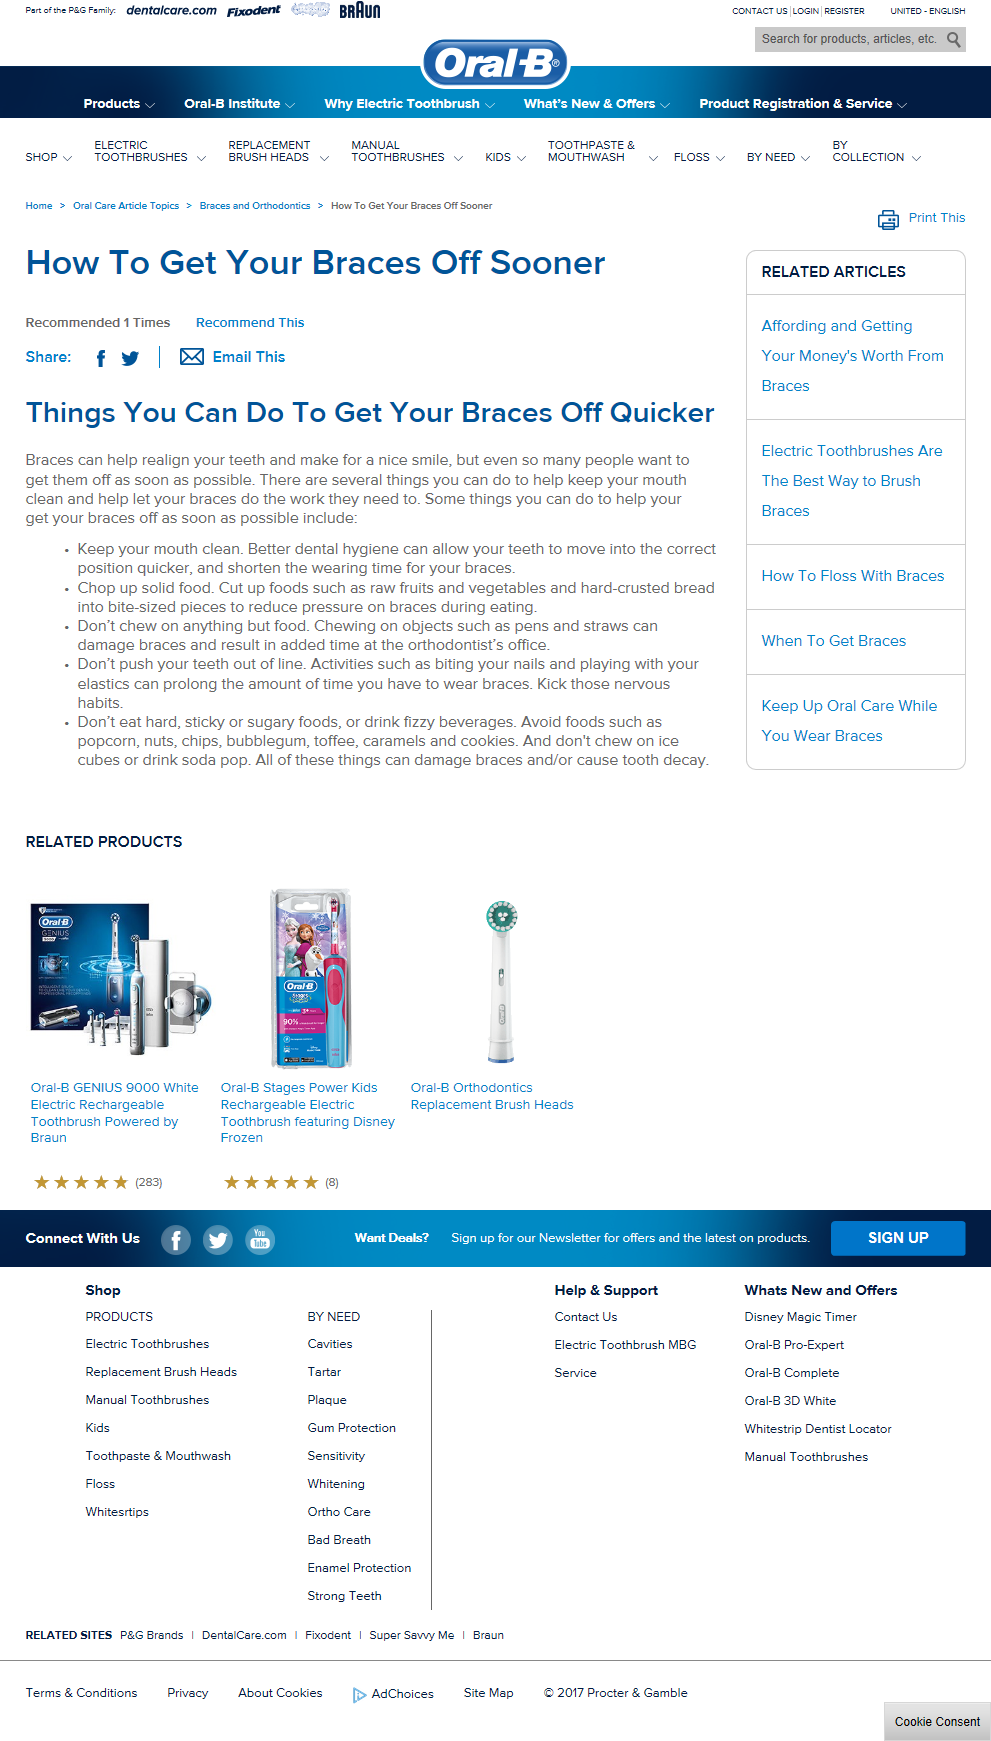 Part of the P&G Family:
dentalcare.com
Fixodent
BRAUN
CONTACT US | LOGIN | REGISTER
UNITED - ENGLISH
Search for products, articles, etc.
Oral-B®
Products
Oral-B Institute
Why Electric Toothbrush
What's New & Offers
Product Registration & Service
SHOP
ELECTRIC
TOOTHBRUSHES
REPLACEMENT
BRUSH HEADS
MANUAL
TOOTHBRUSHES
KIDS
TOOTHPASTE &
MOUTHWASH
FLOSS
BY NEED
BY
COLLECTION
Home > Oral Care Article Topics > Braces and Orthodontics > How To Get Your Braces Off Sooner
Print This
How To Get Your Braces Off Sooner
Recommended 1 Times
Recommend This
Share:
Email This
Things You Can Do To Get Your Braces Off Quicker
Braces can help realign your teeth and make for a nice smile, but even so many people want to
get them off as soon as possible. There are several things you can do to help keep your mouth
clean and help let your braces do the work they need to. Some things you can do to help your
get your braces off as soon as possible include:
• Keep your mouth clean. Better dental hygiene can allow your teeth to move into the correct
position quicker, and shorten the wearing time for your braces.
• Chop up solid food. Cut up foods such as raw fruits and vegetables and hard-crusted bread
into bite-sized pieces to reduce pressure on braces during eating.
• Don't chew on anything but food. Chewing on objects such as pens and straws can
damage braces and result in added time at the orthodontist's office.
• Don't push your teeth out of line. Activities such as biting your nails and playing with your
elastics can prolong the amount of time you have to wear braces. Kick those nervous
habits.
• Don't eat hard, sticky or sugary foods, or drink fizzy beverages. Avoid foods such as
popcorn, nuts, chips, bubblegum, toffee, caramels and cookies. And don't chew on ice
cubes or drink soda pop. All of these things can damage braces and/or cause tooth decay.
RELATED ARTICLES
Affording and Getting
Your Money's Worth From
Braces
Electric Toothbrushes Are
The Best Way to Brush
Braces
How To Floss With Braces
When To Get Braces
Keep Up Oral Care While
You Wear Braces
RELATED PRODUCTS
Oral-B
GENIUS
9000
Oral-B
stages
3+
90%
Oral-B
Oral-B GENIUS 9000 White
Electric Rechargeable
Toothbrush Powered by
Braun
(283)
Oral-B Stages Power Kids
Rechargeable Electric
Toothbrush featuring Disney
Frozen
(8)
Oral-B Orthodontics
Replacement Brush Heads
Connect With Us
You
Tube
Want Deals?
Sign up for our Newsletter for offers and the latest on products.
SIGN UP
Shop
PRODUCTS
Electric Toothbrushes
Replacement Brush Heads
Manual Toothbrushes
Kids
Toothpaste & Mouthwash
Floss
Whitesrtips
BY NEED
Cavities
Tartar
Plaque
Gum Protection
Sensitivity
Whitening
Ortho Care
Bad Breath
Enamel Protection
Strong Teeth
Help & Support
Contact Us
Electric Toothbrush MBG
Service
Whats New and Offers
Disney Magic Timer
Oral-B Pro-Expert
Oral-B Complete
Oral-B 3D White
Whitestrip Dentist Locator
Manual Toothbrushes
RELATED SITES P&G Brands | DentalCare.com | Fixodent | Super Savvy Me | Braun
Terms & Conditions
Privacy
About Cookies
AdChoices
Site Map
© 2017 Procter & Gamble
Cookie Consent